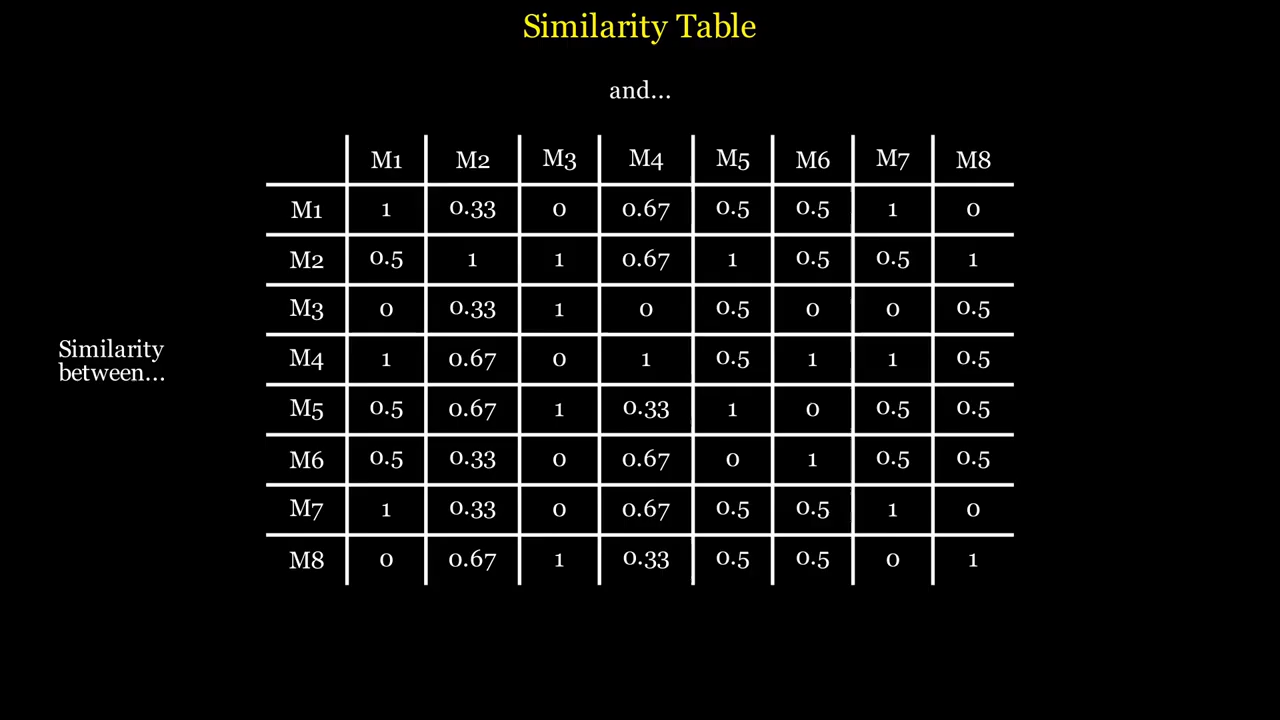 Similarity Table
and...
M1 M2 M3 M4 M5 M6 M7 M8
M1 1 0.33 0 0.67 0.5 0.5 1 0
M2 0.5 1 1 0.67 1 0.5 0.5 1
M3 0 0.33 1 0 0.5 0 0 0.5
Similarity
between...
M4 1 0.67 0 1 0.5 1 1 0.5
M5 0.5 0.67 1 0.33 1 0 0.5 0.5
M6 0.5 0.33 0 0.67 0 1 0.5 0.5
M7 1 0.33 0 0.67 0.5 0.5 1 0
M8 0 0.67 1 0.33 0.5 0.5 0 1